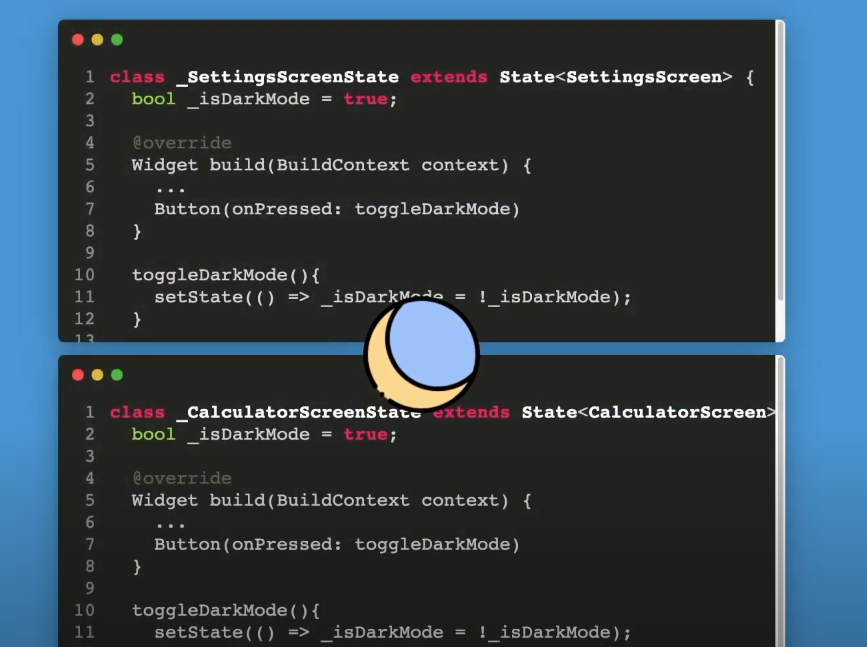 1 class _SettingsScreenState extends State<SettingsScreen> {
2 bool _isDarkMode = true;
3
4 @override
5 Widget build(BuildContext context) {
6 ...
7 Button(onPressed: toggleDarkMode)
8 }
9
10 toggleDarkMode(){
11 setState(() => _isDarkMode = !_isDarkMode);
12 }
13
1 class _CalculatorScreenState extends State<CalculatorScreen>
2 bool _isDarkMode = true;
3
4 @override
5 Widget build(BuildContext context) {
6 ...
7 Button(onPressed: toggleDarkMode)
8 }
9
10 toggleDarkMode(){
11 setState(() => _isDarkMode = !_isDarkMode);